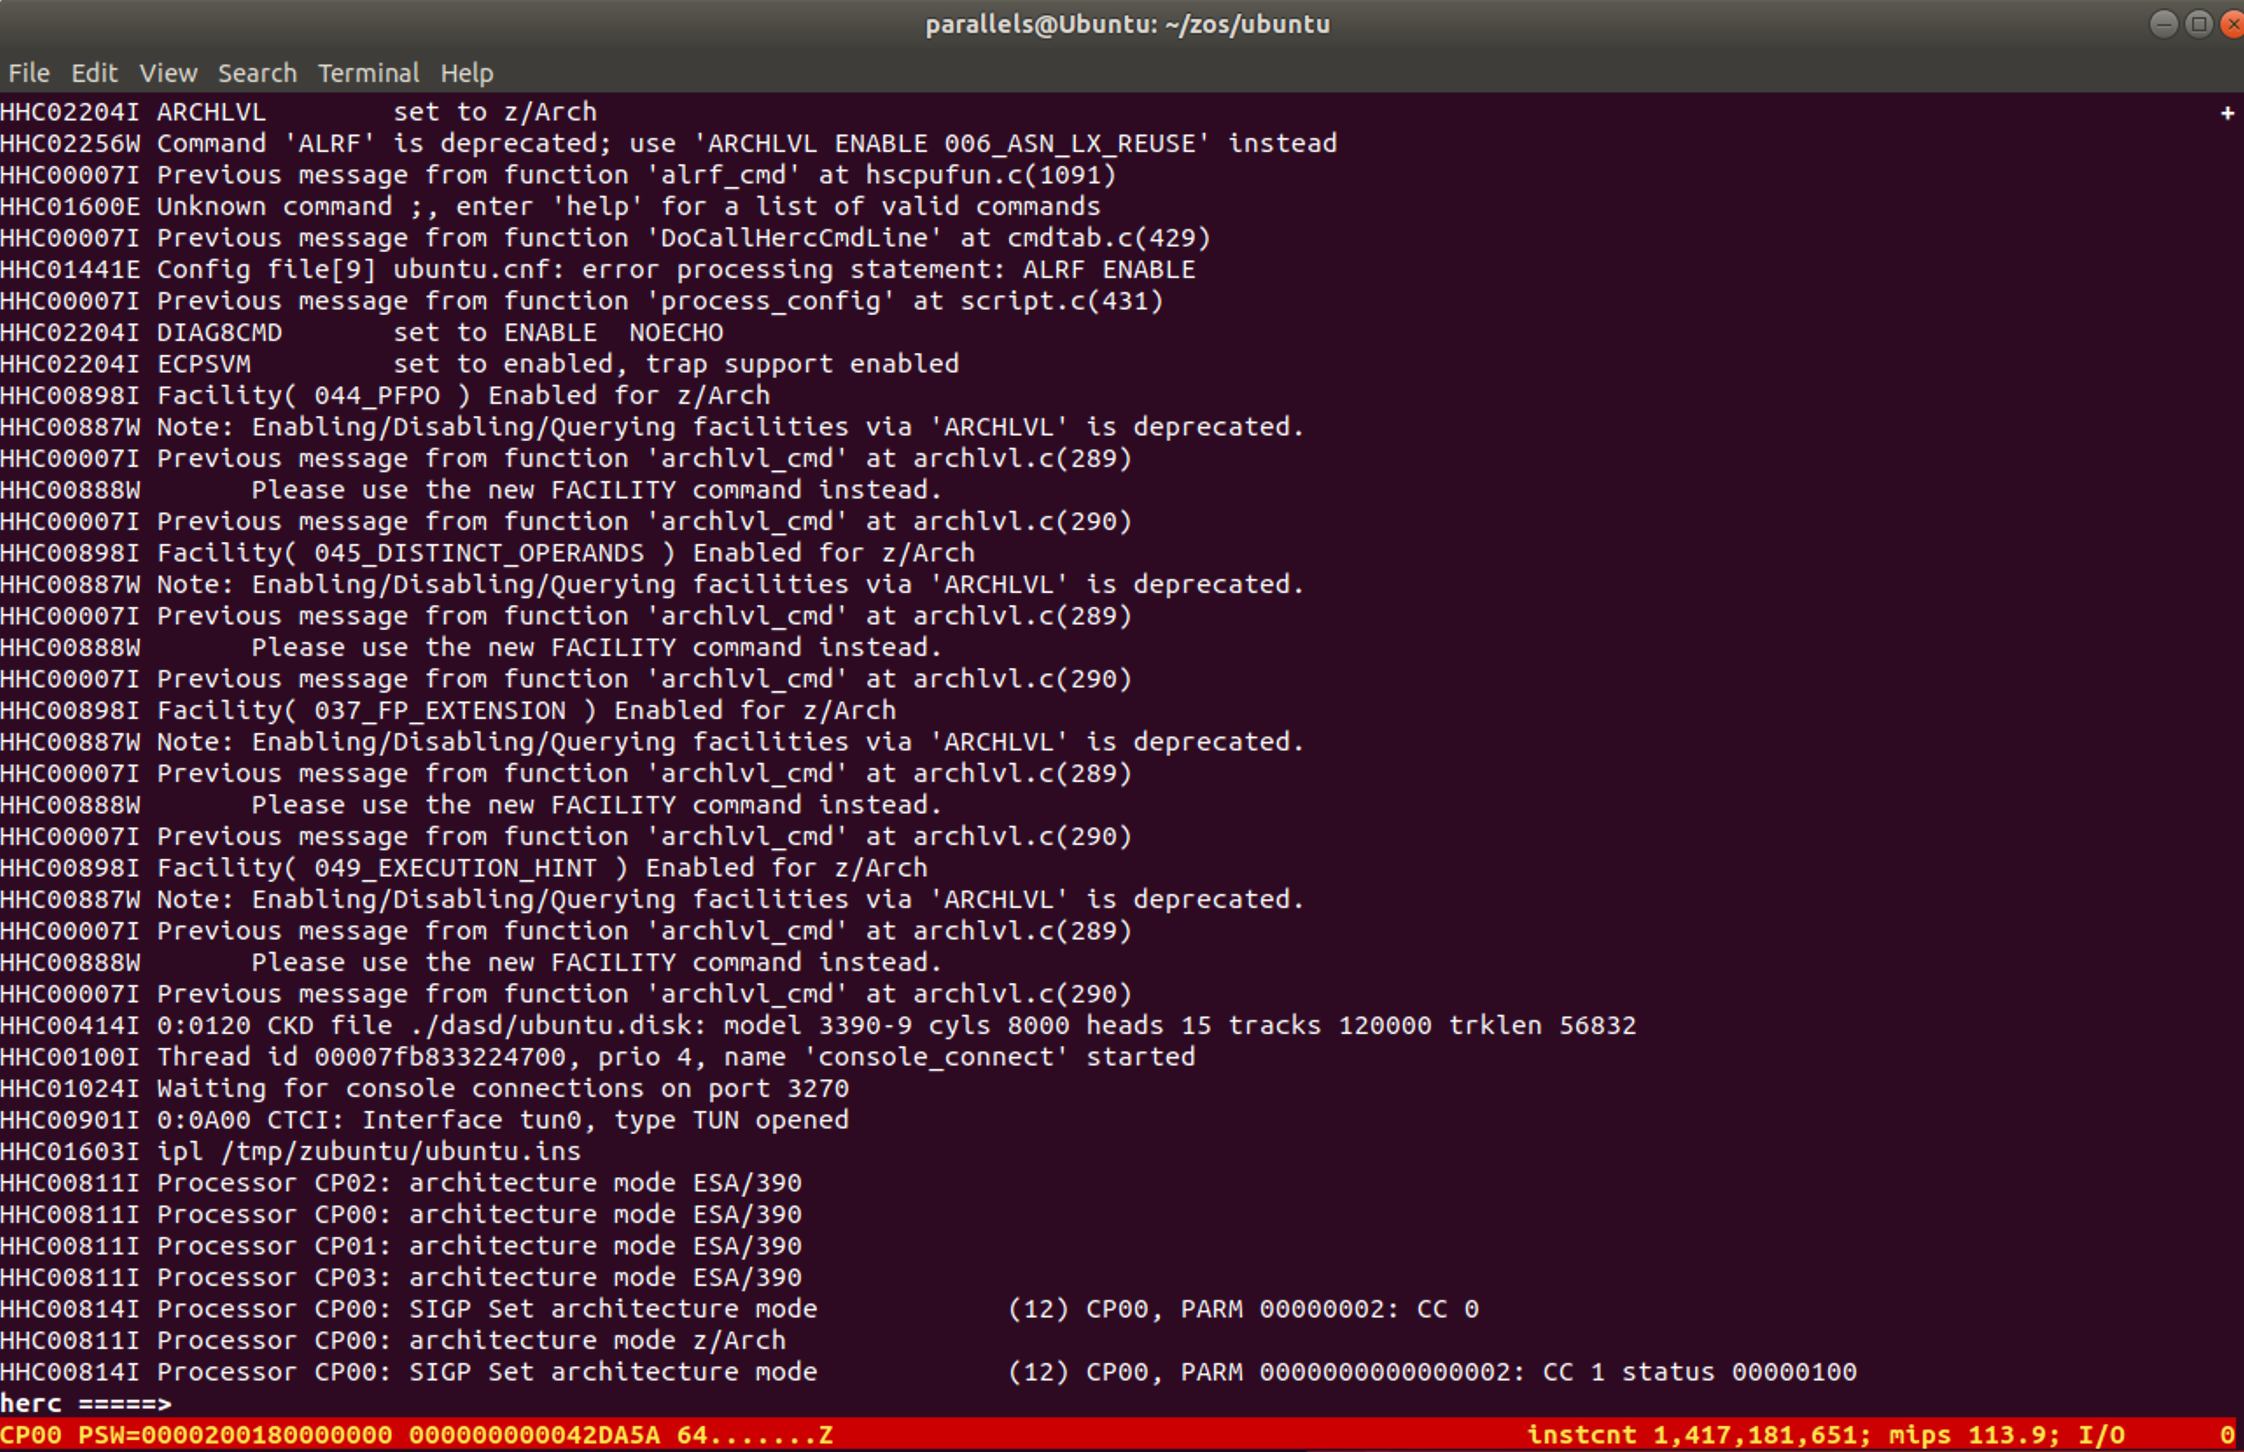 parallels@Ubuntu: ~/zos/ubuntu
File Edit View Search Terminal Help
HHC02204I ARCHLVL        set to z/Arch +
HHC02256W Command 'ALRF' is deprecated; use 'ARCHLVL ENABLE 006_ASN_LX_REUSE' instead
HHC00007I Previous message from function 'alrf_cmd' at hscpufun.c(1091)
HHC01600E Unknown command ;, enter 'help' for a list of valid commands
HHC00007I Previous message from function 'DoCallHercCmdLine' at cmdtab.c(429)
HHC01441E Config file[9] ubuntu.cnf: error processing statement: ALRF ENABLE
HHC00007I Previous message from function 'process_config' at script.c(431)
HHC02204I DIAG8CMD       set to ENABLE  NOECHO
HHC02204I ECPSVM         set to enabled, trap support enabled
HHC00898I Facility( 044_PFPO ) Enabled for z/Arch
HHC00887W Note: Enabling/Disabling/Querying facilities via 'ARCHLVL' is deprecated.
HHC00007I Previous message from function 'archlvl_cmd' at archlvl.c(289)
HHC00888W       Please use the new FACILITY command instead.
HHC00007I Previous message from function 'archlvl_cmd' at archlvl.c(290)
HHC00898I Facility( 045_DISTINCT_OPERANDS ) Enabled for z/Arch
HHC00887W Note: Enabling/Disabling/Querying facilities via 'ARCHLVL' is deprecated.
HHC00007I Previous message from function 'archlvl_cmd' at archlvl.c(289)
HHC00888W       Please use the new FACILITY command instead.
HHC00007I Previous message from function 'archlvl_cmd' at archlvl.c(290)
HHC00898I Facility( 037_FP_EXTENSION ) Enabled for z/Arch
HHC00887W Note: Enabling/Disabling/Querying facilities via 'ARCHLVL' is deprecated.
HHC00007I Previous message from function 'archlvl_cmd' at archlvl.c(289)
HHC00888W       Please use the new FACILITY command instead.
HHC00007I Previous message from function 'archlvl_cmd' at archlvl.c(290)
HHC00898I Facility( 049_EXECUTION_HINT ) Enabled for z/Arch
HHC00887W Note: Enabling/Disabling/Querying facilities via 'ARCHLVL' is deprecated.
HHC00007I Previous message from function 'archlvl_cmd' at archlvl.c(289)
HHC00888W       Please use the new FACILITY command instead.
HHC00007I Previous message from function 'archlvl_cmd' at archlvl.c(290)
HHC00414I 0:0120 CKD file ./dasd/ubuntu.disk: model 3390-9 cyls 8000 heads 15 tracks 120000 trklen 56832
HHC00100I Thread id 00007fb833224700, prio 4, name 'console_connect' started
HHC01024I Waiting for console connections on port 3270
HHC00901I 0:0A00 CTCI: Interface tun0, type TUN opened
HHC01603I ipl /tmp/zubuntu/ubuntu.ins
HHC00811I Processor CP02: architecture mode ESA/390
HHC00811I Processor CP00: architecture mode ESA/390
HHC00811I Processor CP01: architecture mode ESA/390
HHC00811I Processor CP03: architecture mode ESA/390
HHC00814I Processor CP00: SIGP Set architecture mode            (12) CP00, PARM 00000002: CC 0
HHC00811I Processor CP00: architecture mode z/Arch
HHC00814I Processor CP00: SIGP Set architecture mode            (12) CP00, PARM 0000000000000002: CC 1 status 00000100
herc =====>
CP00 PSW=0000200180000000 000000000042DA5A 64.......Z instcnt 1,417,181,651; mips 113.9; I/O 0